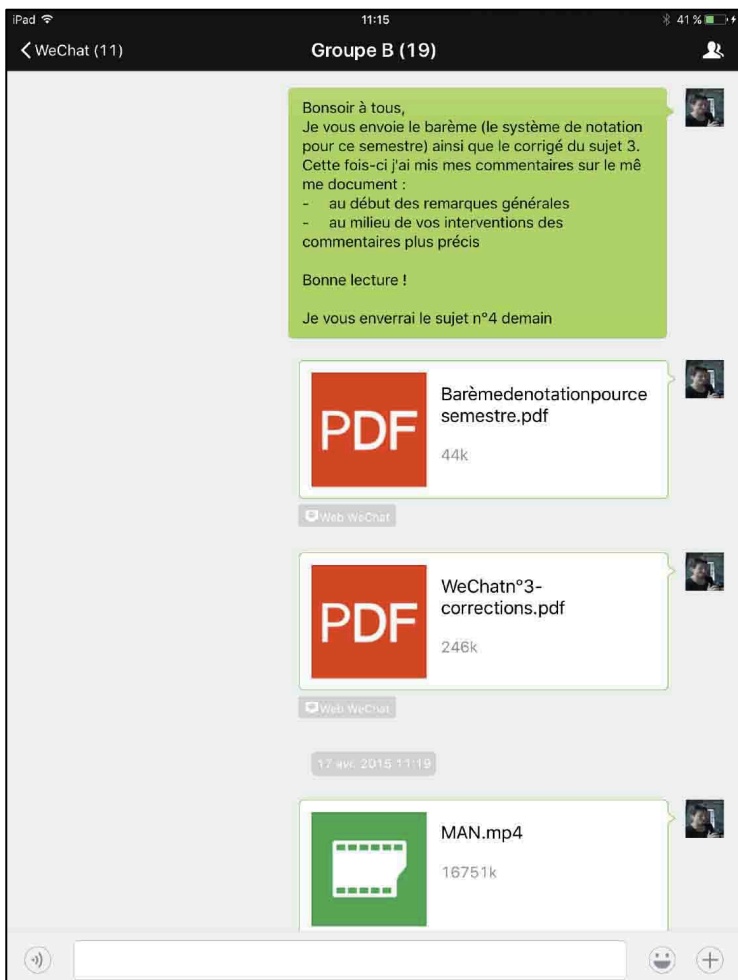 iPad 11:15 41 %
WeChat (11) Groupe B (19)
Bonsoir à tous,
Je vous envoie le barème (le système de notation
pour ce semestre) ainsi que le corrigé du sujet 3.
Cette fois-ci j'ai mis mes commentaires sur le mê
me document :
- au début des remarques générales
- au milieu de vos interventions des
commentaires plus précis
Bonne lecture !
Je vous enverrai le sujet n°4 demain
PDF
Barèmedenotationpource
semestre.pdf
44k
Web WeChat
PDF
WeChatn°3-
corrections.pdf
246k
Web WeChat
17 avr. 2015 11:19
MAN.mp4
16751k